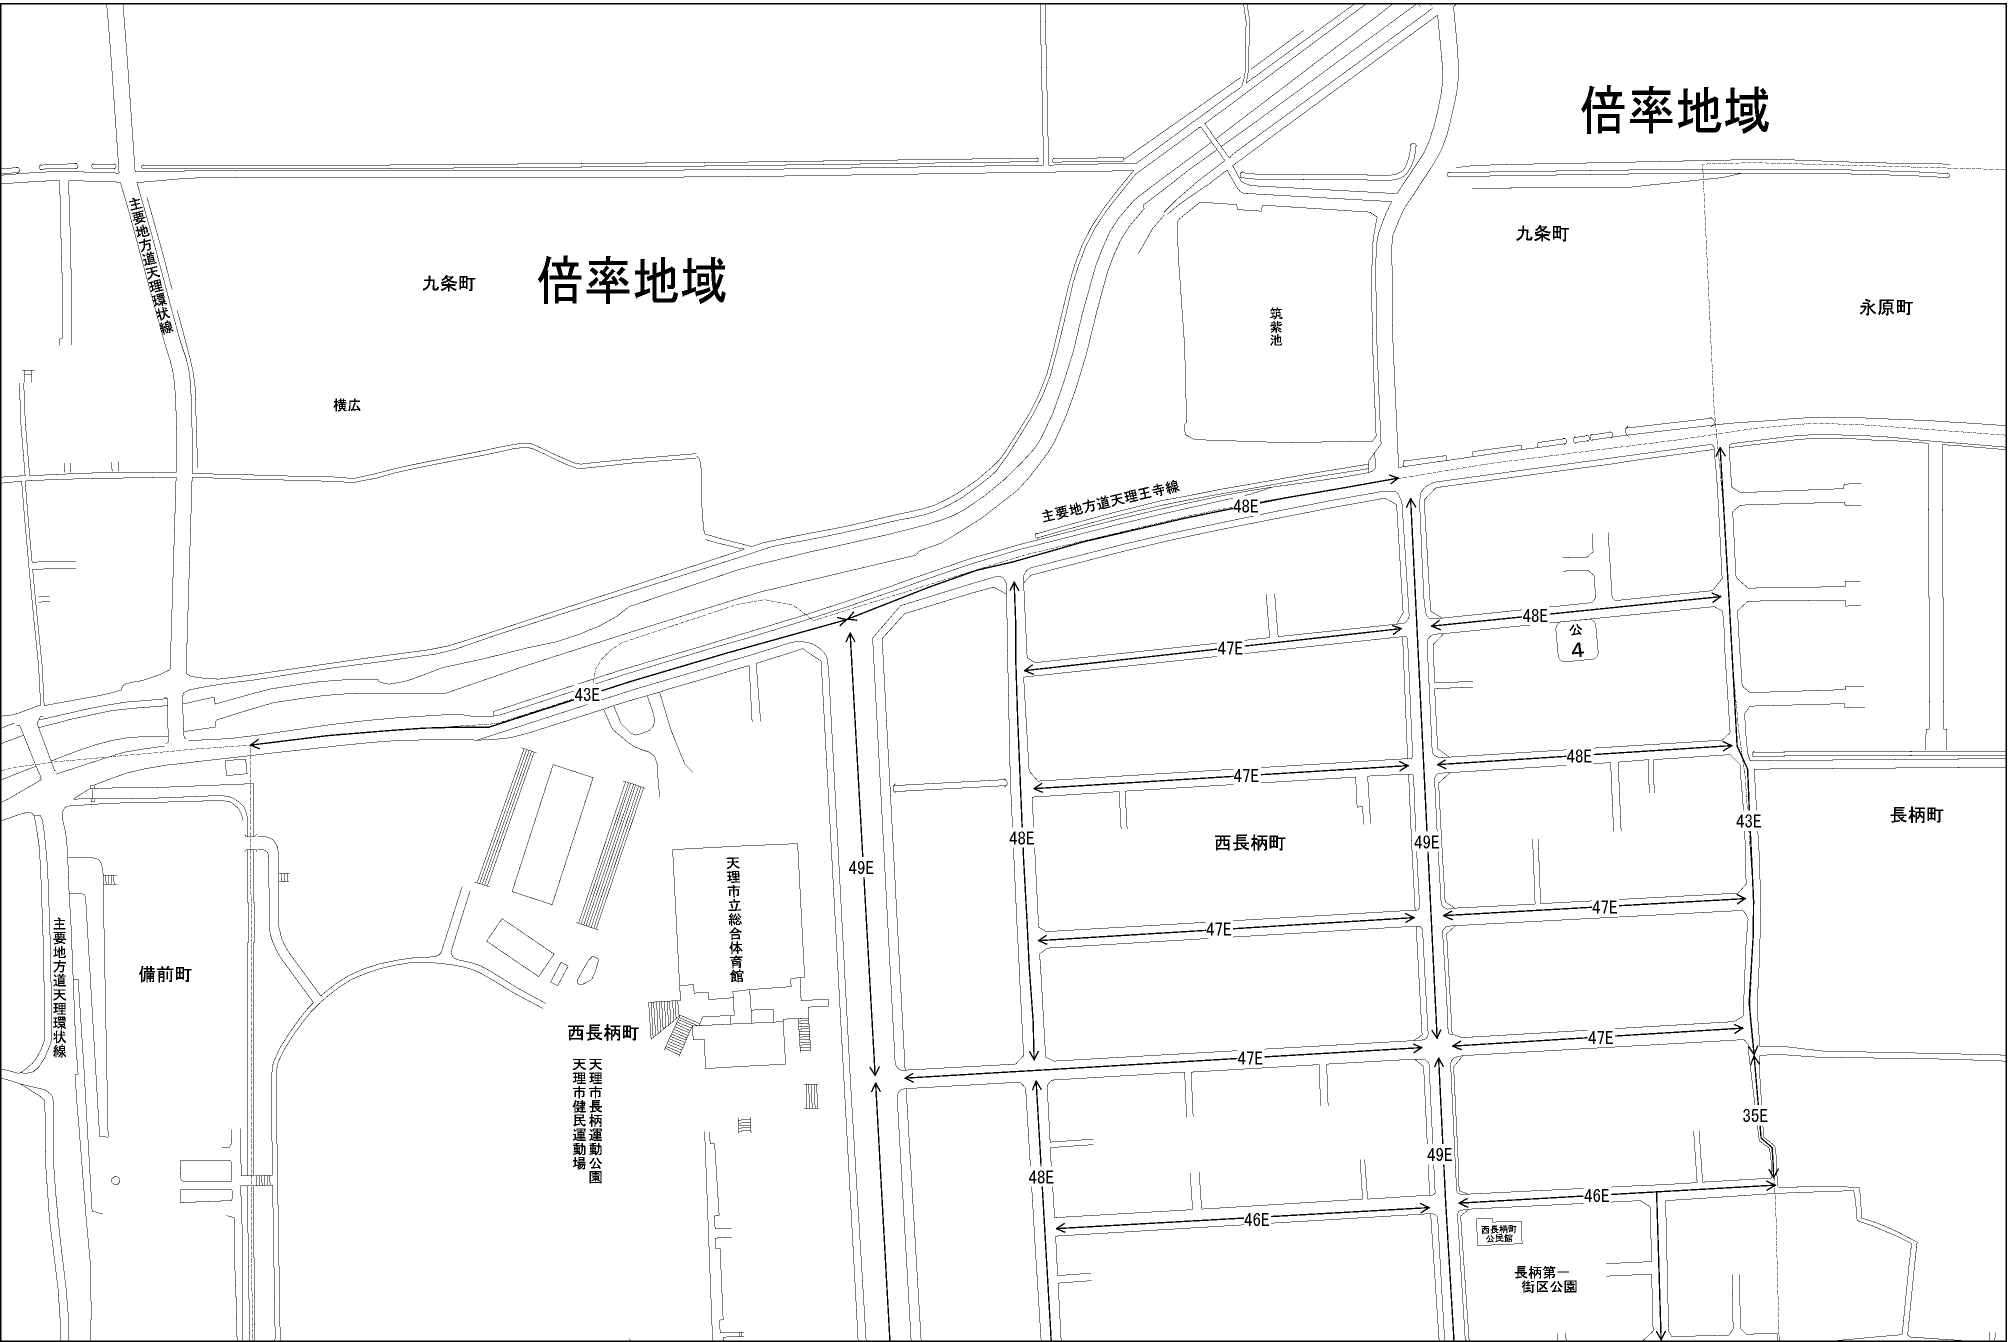 倍率地域
主要地方道天理環状線
九条町
永原町
九条町
倍率地域
筑紫池
横広
主要地方道天理王寺線
48E
48E
公
4
47E
43E
48E
47E
43E
長柄町
48E
西長柄町
49E
49E
天理市立総合体育館
47E
47E
主要地方道天理環状線
備前町
西長柄町
47E
47E
天理市長柄運動公園
天理市健民運動場
35E
49E
48E
46E
46E
西長柄町
公民館
長柄第一
街区公園